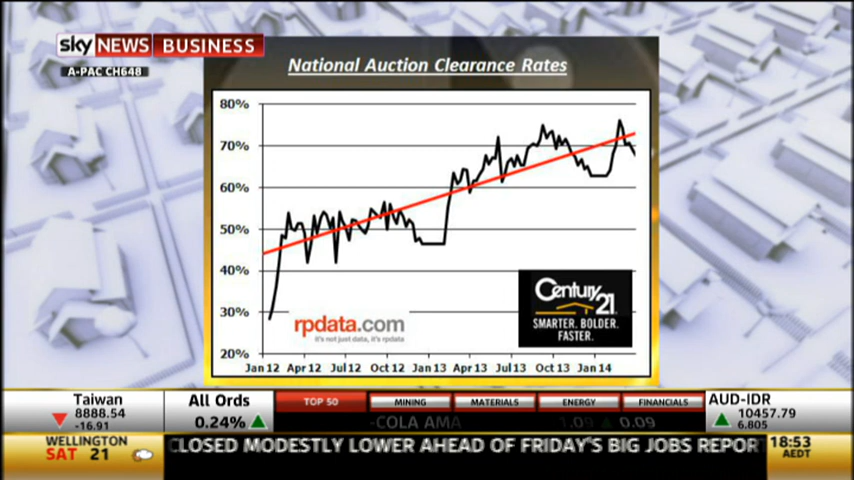 sky NEWS BUSINESS
A-PAC CH648
National Auction Clearance Rates
80%
70%
60%
50%
40%
30%
20%
Jan 12 Apr 12 Jul 12 Oct 12 Jan 13 Apr 13 Jul 13 Oct 13 Jan 14
rpdata.com
it's not just data, it's rpdata
Century 21
SMARTER. BOLDER.
FASTER.
Taiwan
8888.54
-16.91
All Ords
0.24%
TOP 50 MINING MATERIALS ENERGY FINANCIALS
-COLA AMA 1.09 0.09
AUD-IDR
10457.79
6.805
WELLINGTON
SAT 21
CLOSED MODESTLY LOWER AHEAD OF FRIDAY'S BIG JOBS REPOR
18:53
AEDT